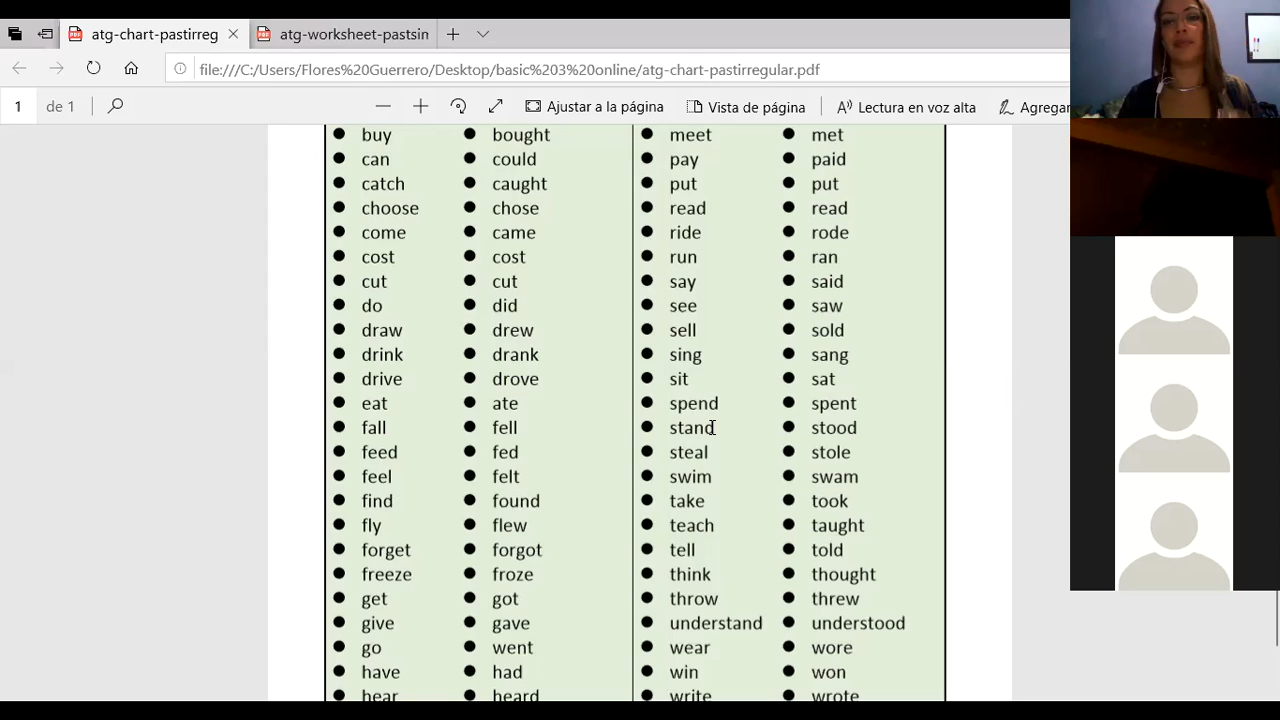 atg-chart-pastirreg
atg-worksheet-pastsin
file:///C:/Users/Flores%20Guerrero/Desktop/basic%203%20online/atg-chart-pastirregular.pdf
1 de 1 Ajustar a la página Vista de página Lectura en voz alta Agregar
buy bought meet met
can could pay paid
catch caught put put
choose chose read read
come came ride rode
cost cost run ran
cut cut say said
do did see saw
draw drew sell sold
drink drank sing sang
drive drove sit sat
eat ate spend spent
fall fell stand stood
feed fed steal stole
feel felt swim swam
find found take took
fly flew teach taught
forget forgot tell told
freeze froze think thought
get got throw threw
give gave understand understood
go went wear wore
have had win won
hear heard write wrote